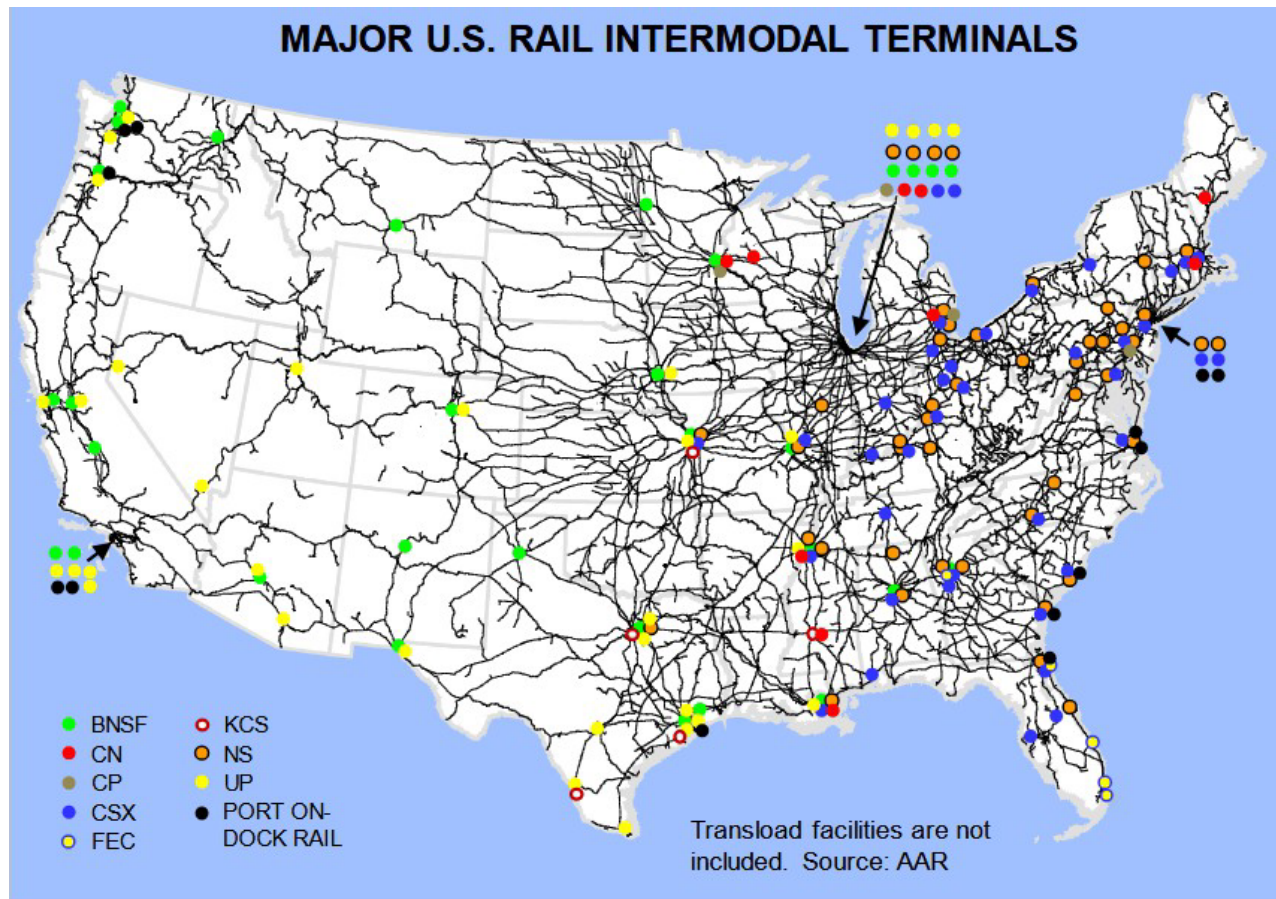 MAJOR U.S. RAIL INTERMODAL TERMINALS
BNSF
CN
CP
CSX
FEC
KCS
NS
UP
PORT ON-
DOCK RAIL
Transload facilities are not
included. Source: AAR